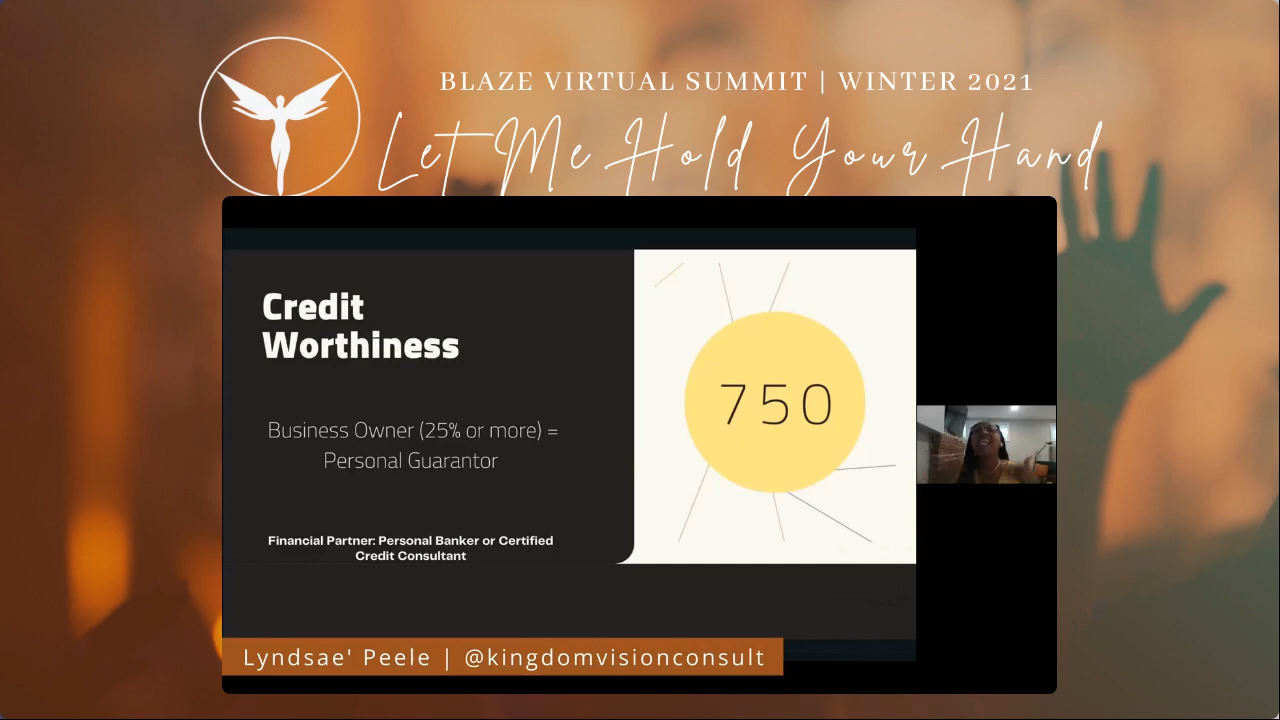 BLAZE VIRTUAL SUMMIT | WINTER 2021
Let Me Hold Your Hand
Credit
Worthiness
Business Owner (25% or more) =
Personal Guarantor
Financial Partner: Personal Banker or Certified
Credit Consultant
750
Lyndsae' Peele | @kingdomvisionconsult